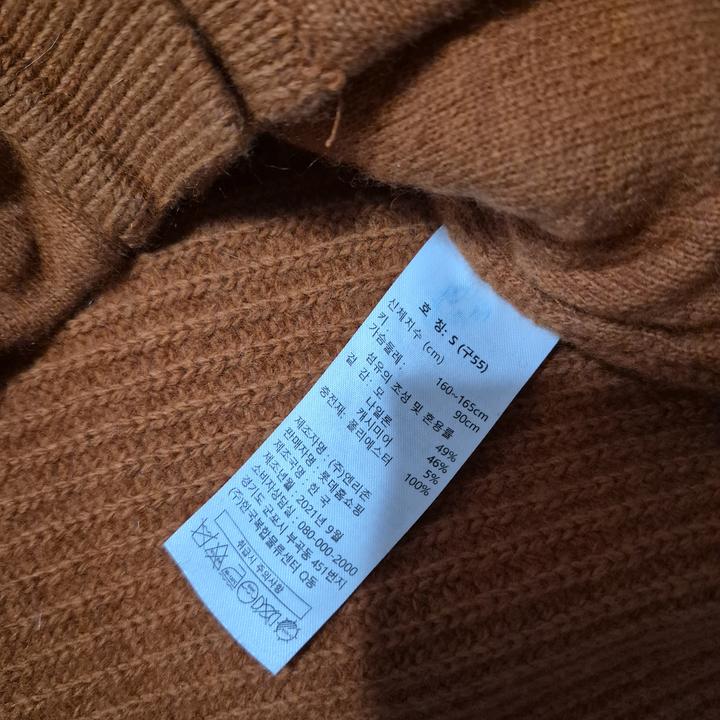 호 칭: S (구55)
신체치수 (cm)
키 : 160~165cm
가슴둘레 : 90cm
섬유의 조성 및 혼용률
겉 감: 모 49%
나일론 46%
캐시미어 5%
충전재: 폴리에스터 100%
제조자명 : (주)앤리존
판매자명 : 롯데홈쇼핑
제조국명 : 한 국
제조년월 : 2021년 9월
소비자상담실: 080-000-2000
경기도 군포시 부곡동 451번지
(주)한국복합물류센터 Q동
취급시 주의사항